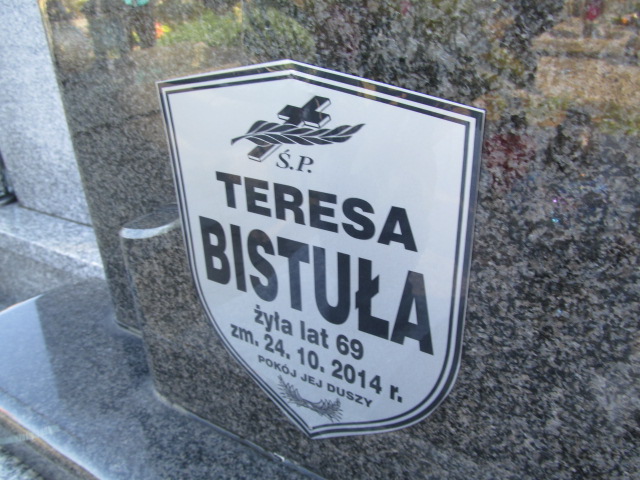 Ś.P.
TERESA
BISTUŁA
żyła lat 69
zm. 24. 10. 2014 r.
POKÓJ JEJ DUSZY